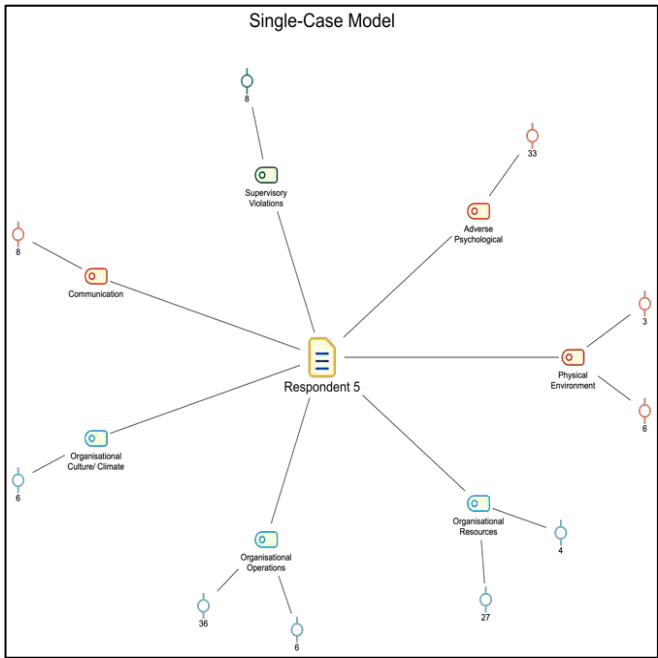 Single-Case Model
8
33
Supervisory
Violations
Adverse
Psychological
8
Communication
3
Physical
Environment
Respondent 5
6
Organisational
Culture/ Climate
6
Organisational
Resources
4
Organisational
Operations
27
36
6